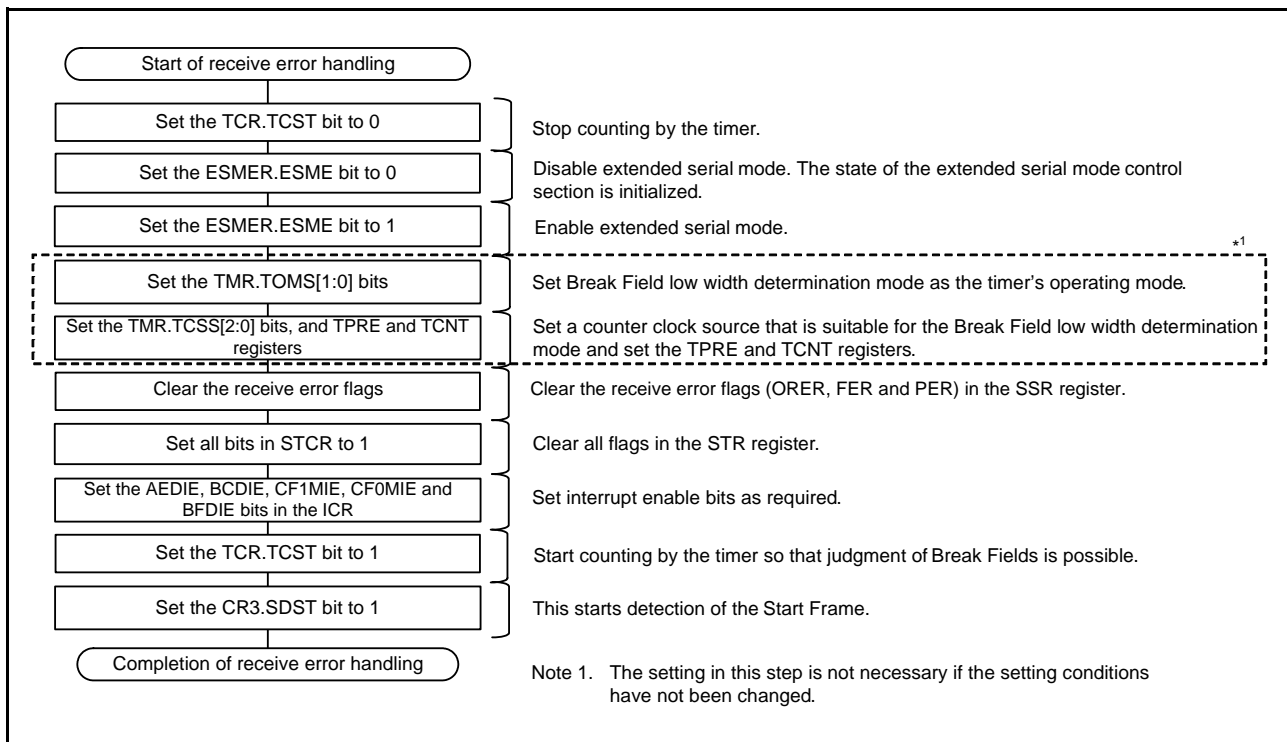 Start of receive error handling
Set the TCR.TCST bit to 0
Stop counting by the timer.
Set the ESMER.ESME bit to 0
Disable extended serial mode. The state of the extended serial mode control
section is initialized.
Set the ESMER.ESME bit to 1
Enable extended serial mode.
*1
Set the TMR.TOMS[1:0] bits
Set Break Field low width determination mode as the timer's operating mode.
Set the TMR.TCSS[2:0] bits, and TPRE and TCNT
registers
Set a counter clock source that is suitable for the Break Field low width determination
mode and set the TPRE and TCNT registers.
Clear the receive error flags
Clear the receive error flags (ORER, FER and PER) in the SSR register.
Set all bits in STCR to 1
Clear all flags in the STR register.
Set the AEDIE, BCDIE, CF1MIE, CF0MIE and
BFDIE bits in the ICR
Set interrupt enable bits as required.
Set the TCR.TCST bit to 1
Start counting by the timer so that judgment of Break Fields is possible.
Set the CR3.SDST bit to 1
This starts detection of the Start Frame.
Completion of receive error handling
Note 1. The setting in this step is not necessary if the setting conditions
have not been changed.